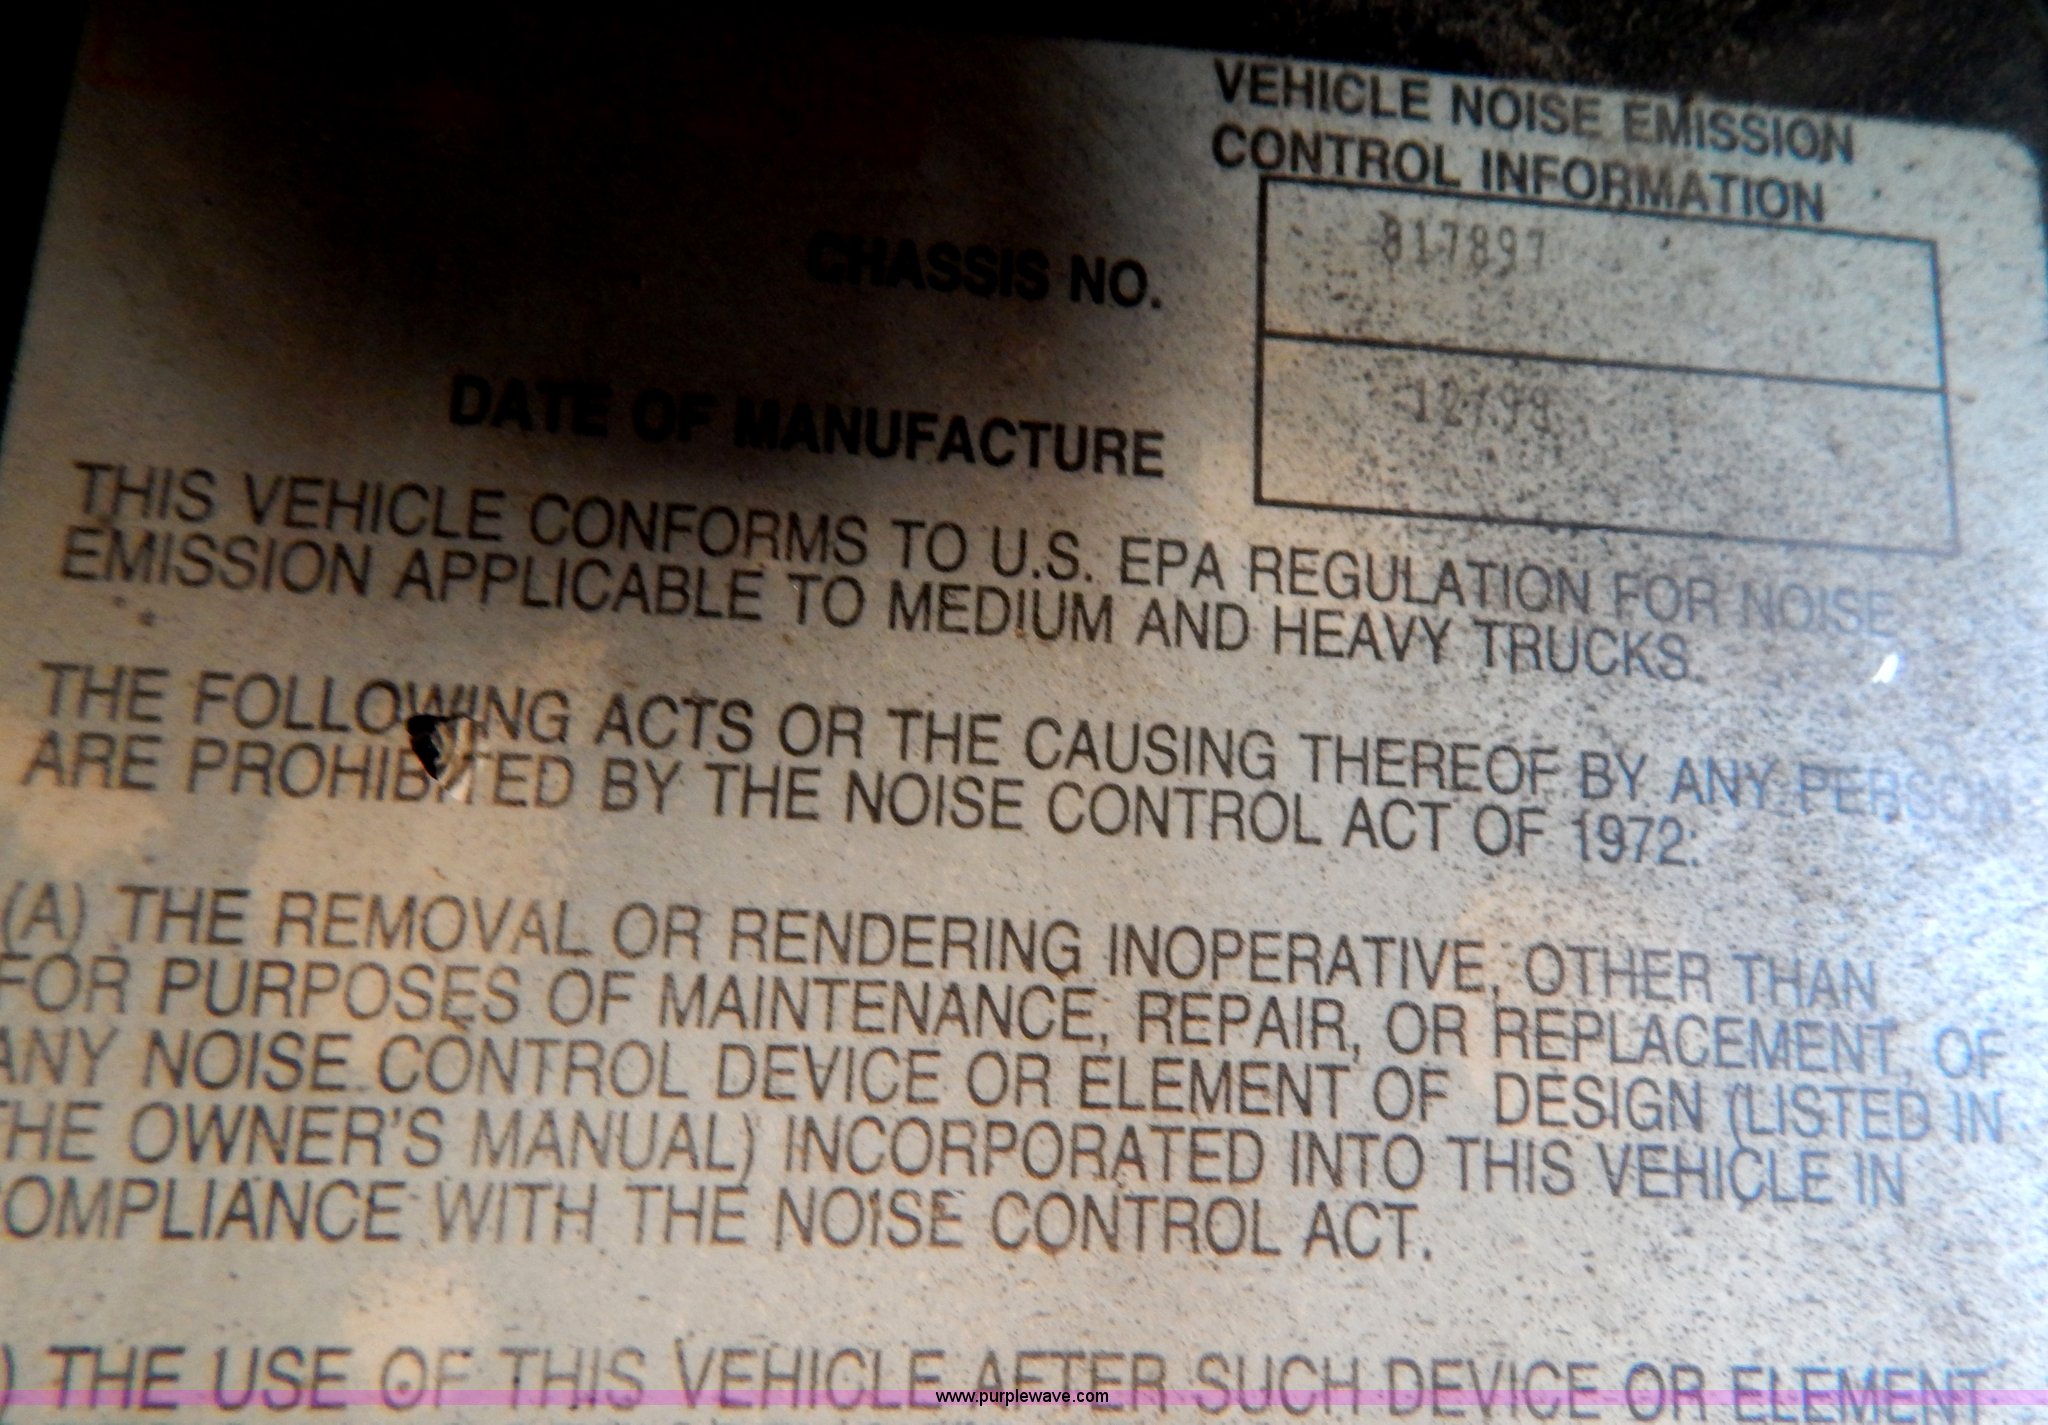 VEHICLE NOISE EMISSION
CONTROL INFORMATION
CHASSIS NO.
817897
DATE OF MANUFACTURE
12/99
THIS VEHICLE CONFORMS TO U.S. EPA REGULATION FOR NOISE
EMISSION APPLICABLE TO MEDIUM AND HEAVY TRUCKS.
THE FOLLOWING ACTS OR THE CAUSING THEREOF BY ANY PERSON
ARE PROHIBITED BY THE NOISE CONTROL ACT OF 1972:
(A) THE REMOVAL OR RENDERING INOPERATIVE, OTHER THAN
FOR PURPOSES OF MAINTENANCE, REPAIR, OR REPLACEMENT, OF
ANY NOISE CONTROL DEVICE OR ELEMENT OF DESIGN (LISTED IN
THE OWNER'S MANUAL) INCORPORATED INTO THIS VEHICLE IN
COMPLIANCE WITH THE NOISE CONTROL ACT.
) THE USE OF THIS VEHICLE AFTER SUCH DEVICE OR ELEMENT
www.purplewave.com